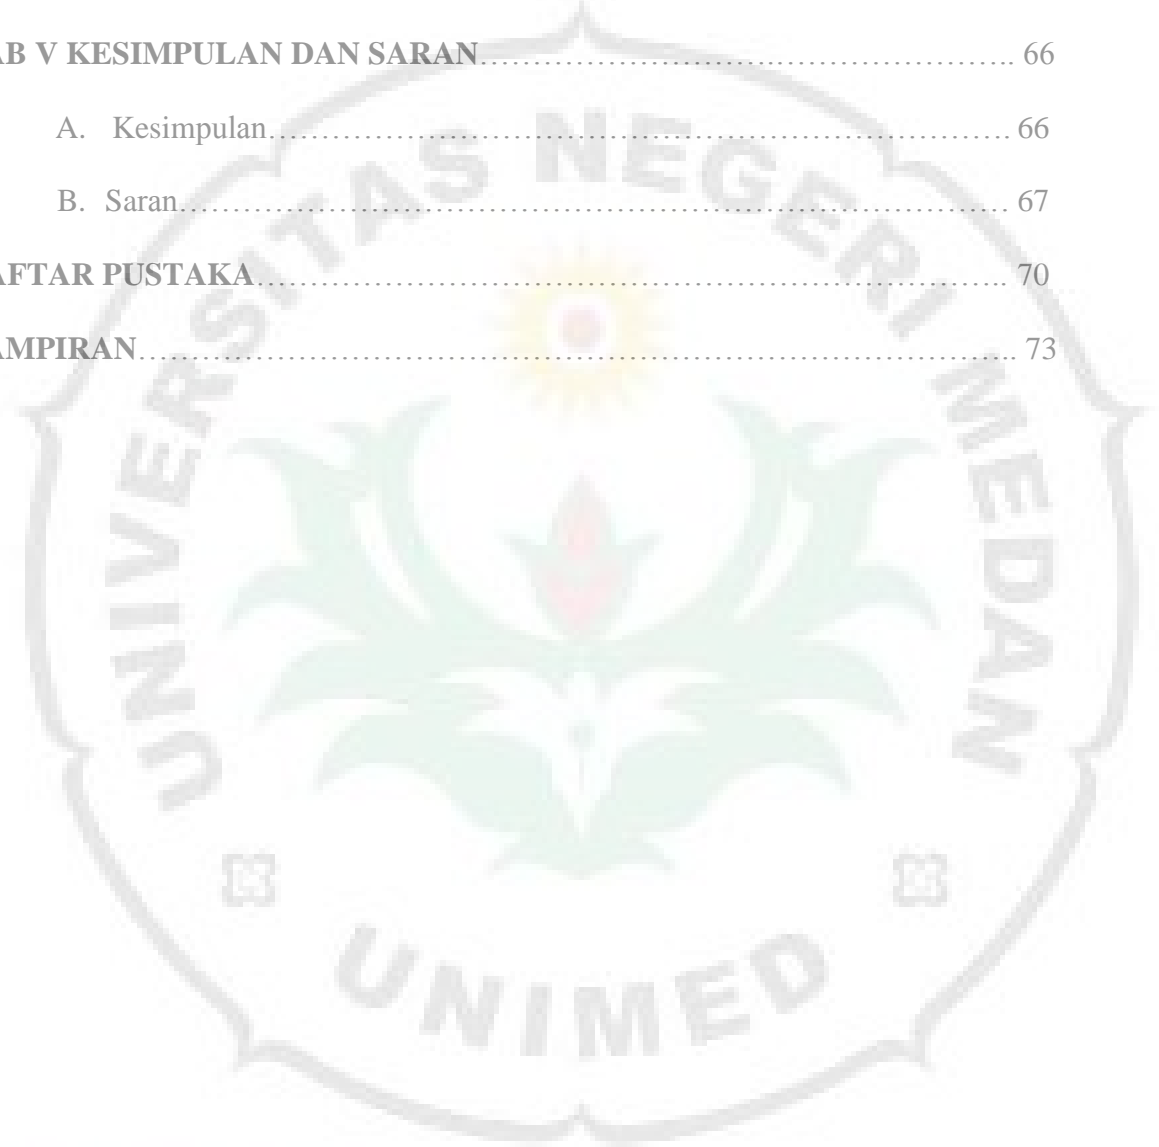 AB V KESIMPULAN DAN SARAN…………………………………………….. 66
A. Kesimpulan………………………………………………………………. 66
B. Saran………………………………………………………………………. 67
AFTAR PUSTAKA……………………………………………………………….. 70
AMPIRAN…………………………………………………………………………. 73
UNIVERSITAS NEGERI MEDAN
UNIMED